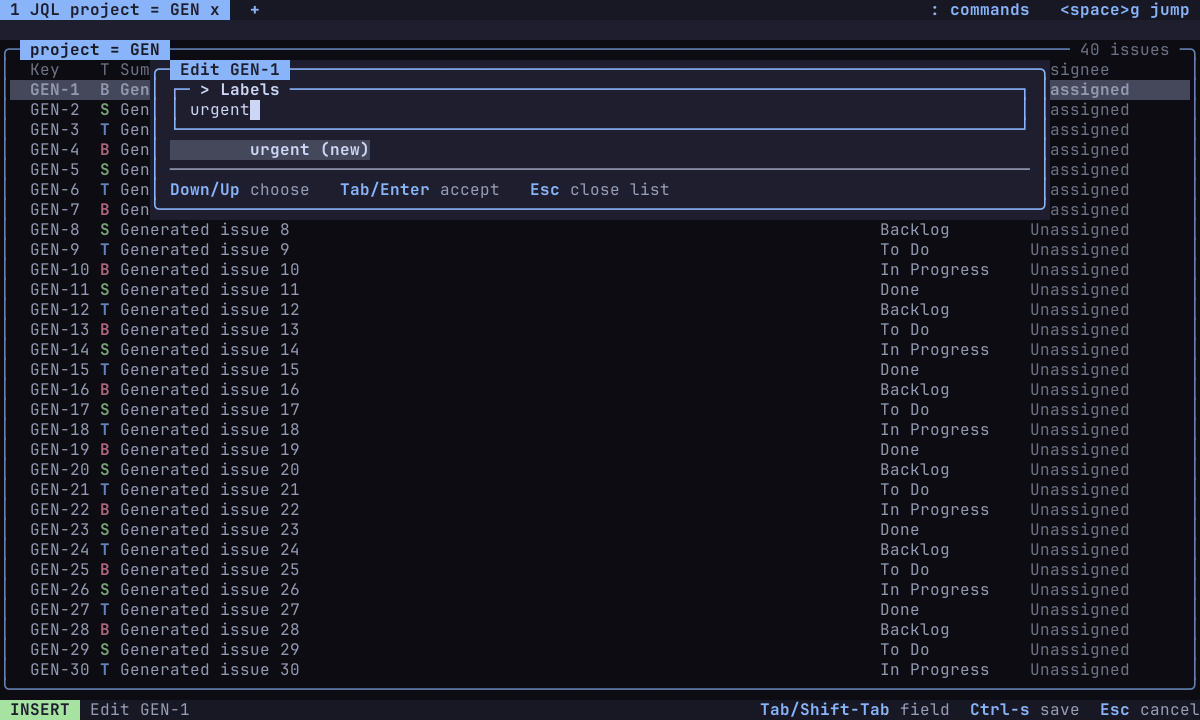 1 JQL project = GEN x + : commands <space>g jump
project = GEN 40 issues
Key T Sum signee
Edit GEN-1
GEN-1 B Gen assigned
> Labels
GEN-2 S Gen assigned
urgent
GEN-3 T Gen assigned
GEN-4 B Gen assigned
urgent (new)
GEN-5 S Gen assigned
GEN-6 T Gen assigned
Down/Up choose Tab/Enter accept Esc close list
GEN-7 B Gen assigned
GEN-8 S Generated issue 8 Backlog Unassigned
GEN-9 T Generated issue 9 To Do Unassigned
GEN-10 B Generated issue 10 In Progress Unassigned
GEN-11 S Generated issue 11 Done Unassigned
GEN-12 T Generated issue 12 Backlog Unassigned
GEN-13 B Generated issue 13 To Do Unassigned
GEN-14 S Generated issue 14 In Progress Unassigned
GEN-15 T Generated issue 15 Done Unassigned
GEN-16 B Generated issue 16 Backlog Unassigned
GEN-17 S Generated issue 17 To Do Unassigned
GEN-18 T Generated issue 18 In Progress Unassigned
GEN-19 B Generated issue 19 Done Unassigned
GEN-20 S Generated issue 20 Backlog Unassigned
GEN-21 T Generated issue 21 To Do Unassigned
GEN-22 B Generated issue 22 In Progress Unassigned
GEN-23 S Generated issue 23 Done Unassigned
GEN-24 T Generated issue 24 Backlog Unassigned
GEN-25 B Generated issue 25 To Do Unassigned
GEN-26 S Generated issue 26 In Progress Unassigned
GEN-27 T Generated issue 27 Done Unassigned
GEN-28 B Generated issue 28 Backlog Unassigned
GEN-29 S Generated issue 29 To Do Unassigned
GEN-30 T Generated issue 30 In Progress Unassigned
INSERT Edit GEN-1 Tab/Shift-Tab field Ctrl-s save Esc cancel